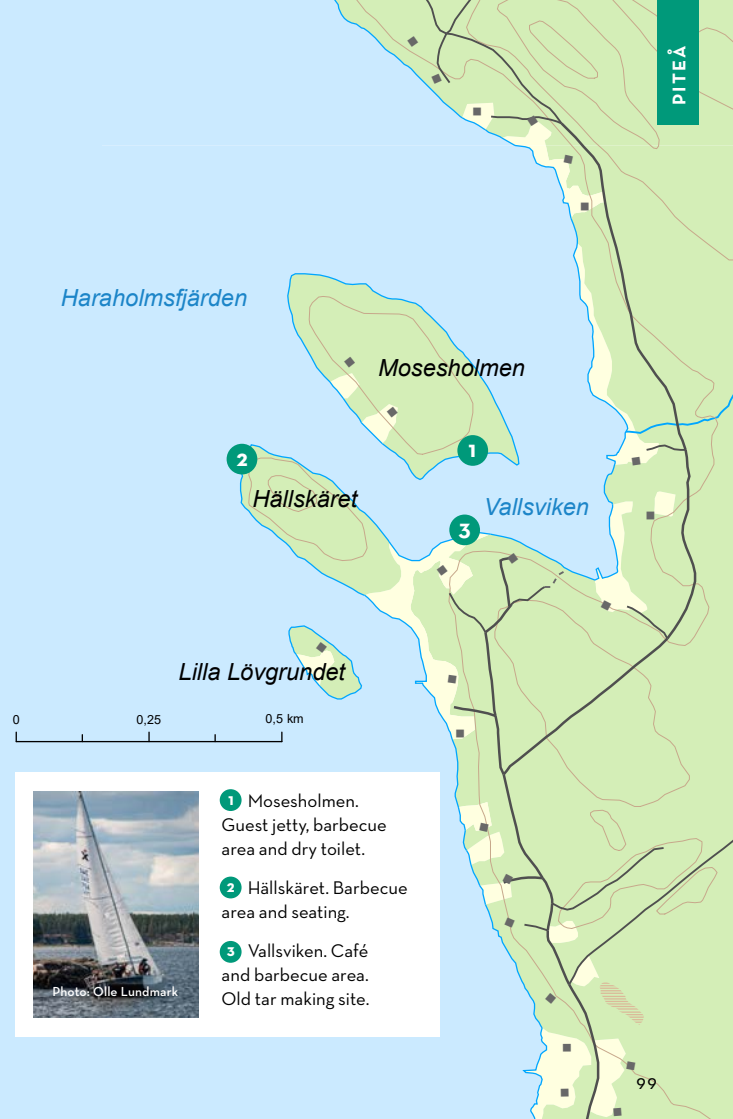 PITEÅ
Haraholmsfjärden
Mosesholmen
1
2
Hällskäret
Vallsviken
3
Lilla Lövgrundet
0 0,25 0,5 km
1 Mosesholmen.
Guest jetty, barbecue
area and dry toilet.
2 Hällskäret. Barbecue
area and seating.
3 Vallsviken. Café
and barbecue area.
Old tar making site.
Photo: Olle Lundmark
99